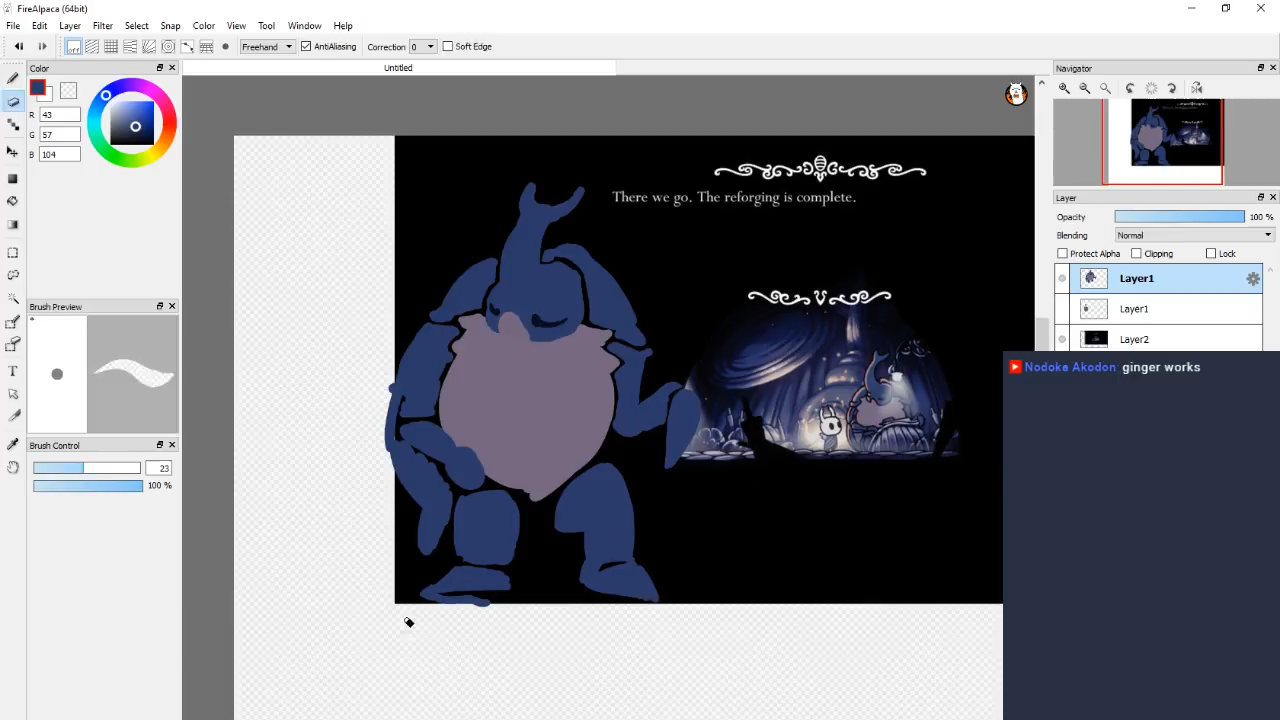 FireAlpaca (64bit)
File Edit Layer Filter Select Snap Color View Tool Window Help
off Freehand AntiAliasing Correction 0 Soft Edge
Color
Untitled
Navigator
R 43
G 57
B 104
There we go. The reforging is complete.
Layer
Opacity 100 %
Blending Normal
Protect Alpha Clipping Lock
Layer1
Brush Preview
Layer1
Layer2
Nodoka Akodon ginger works
Brush Control
23
100 %